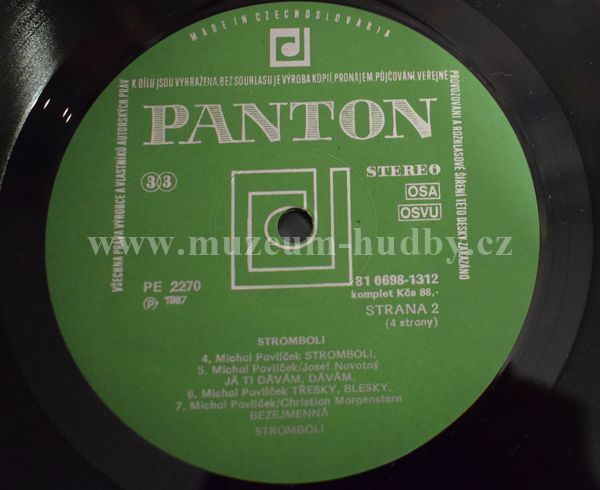 MADE IN CZECHOSLOVAKIA
VŠECHNA PRÁVA VÝROBCE A VLASTNÍKŮ AUTORSKÝCH PRÁV
K DÍLU JSOU VYHRAŽENA. BEZ SOUHLASU JE VÝROBA KOPIÍ, PRONÁJEM, PŮJČOVÁNÍ, VEŘEJNÉ
PROVOZOVÁNÍ A ROZHLASOVÉ ŠÍŘENÍ TÉTO DESKY ZAKÁZÁNO
PANTON
33
STEREO
OSA
OSVU
www.muzeum-hudby.cz
PE 2270
Ⓟ 1987
81 0698-1312
komplet Kčs 88,-
STRANA 2
(4 strany)
STROMBOLI
4. Michal Pavlíček STROMBOLI,
5. Michal Pavlíček/Josef Novotný
JÁ TI DÁVÁM, DÁVÁM,
6. Michal Pavlíček TŘESKY, BLESKY,
7. Michal Pavlíček/Christian Morgenstern
BEZEJMENNÁ
STROMBOLI